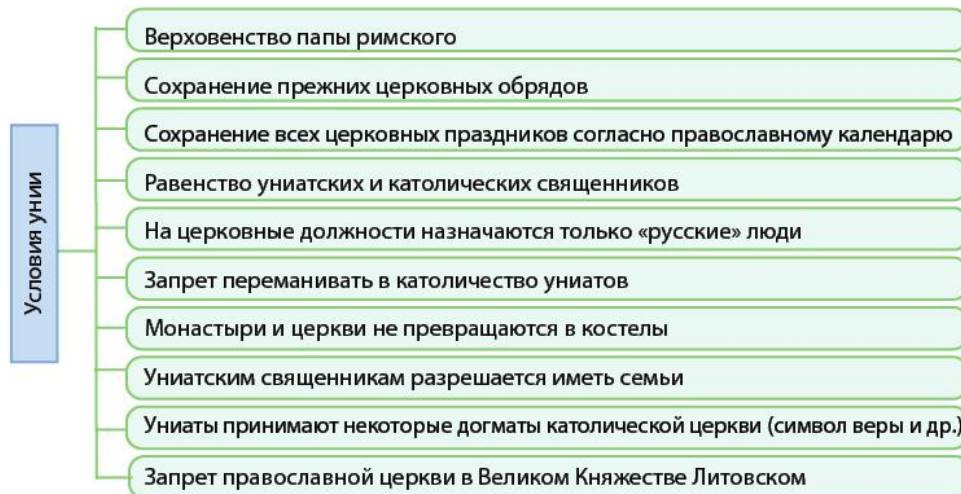 Условия унии
Верховенство папы римского
Сохранение прежних церковных обрядов
Сохранение всех церковных праздников согласно православному календарю
Равенство униатских и католических священников
На церковные должности назначаются только «русские» люди
Запрет переманивать в католичество униатов
Монастыри и церкви не превращаются в костелы
Униатским священникам разрешается иметь семьи
Униаты принимают некоторые догматы католической церкви (символ веры и др.)
Запрет православной церкви в Великом Княжестве Литовском